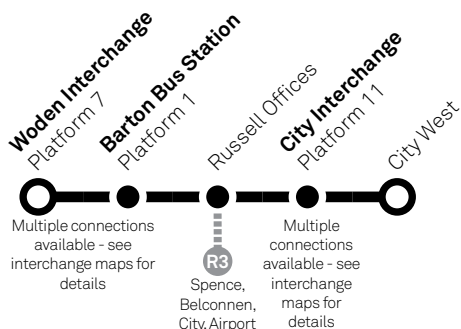 Woden Interchange
Platform 7
Barton Bus Station
Platform 1
Russell Offices
City Interchange
Platform 11
City West
Multiple connections
available - see
interchange maps for
details
R3
Spence,
Belconnen,
City, Airport
Multiple
connections
available - see
interchange
maps for
details